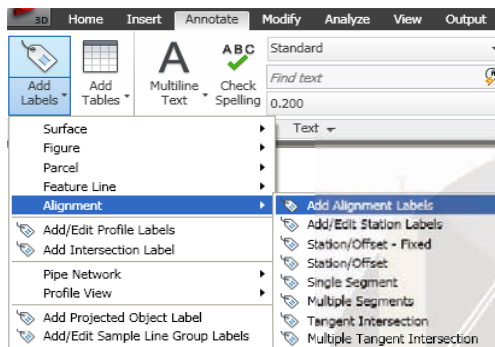 3D Home Insert Annotate Modify Analyze View Output
Add Labels
Add Tables
A
Multiline Text
ABC
Check Spelling
Standard
Find text
0.200
Text
Surface
Figure
Parcel
Feature Line
Alignment
Add/Edit Profile Labels
Add Intersection Label
Pipe Network
Profile View
Add Projected Object Label
Add/Edit Sample Line Group Labels
Add Alignment Labels
Add/Edit Station Labels
Station/Offset - Fixed
Station/Offset
Single Segment
Multiple Segments
Tangent Intersection
Multiple Tangent Intersection